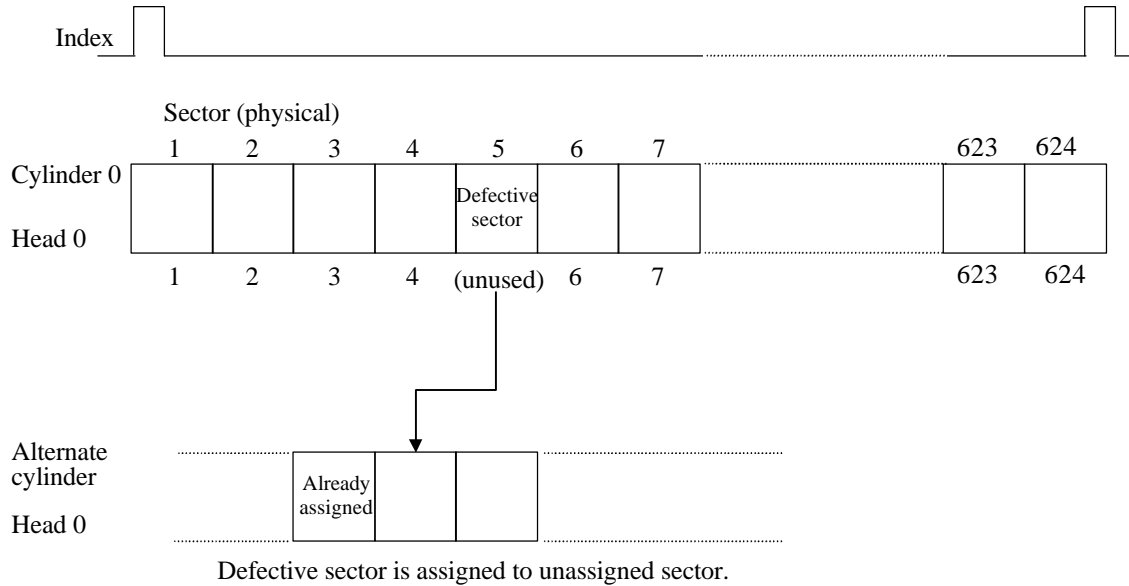 Index
Sector (physical)
1 2 3 4 5 6 7 623 624
Cylinder 0
Defective
sector
Head 0
1 2 3 4 (unused) 6 7 623 624
Alternate
cylinder
Already
assigned
Head 0
Defective sector is assigned to unassigned sector.